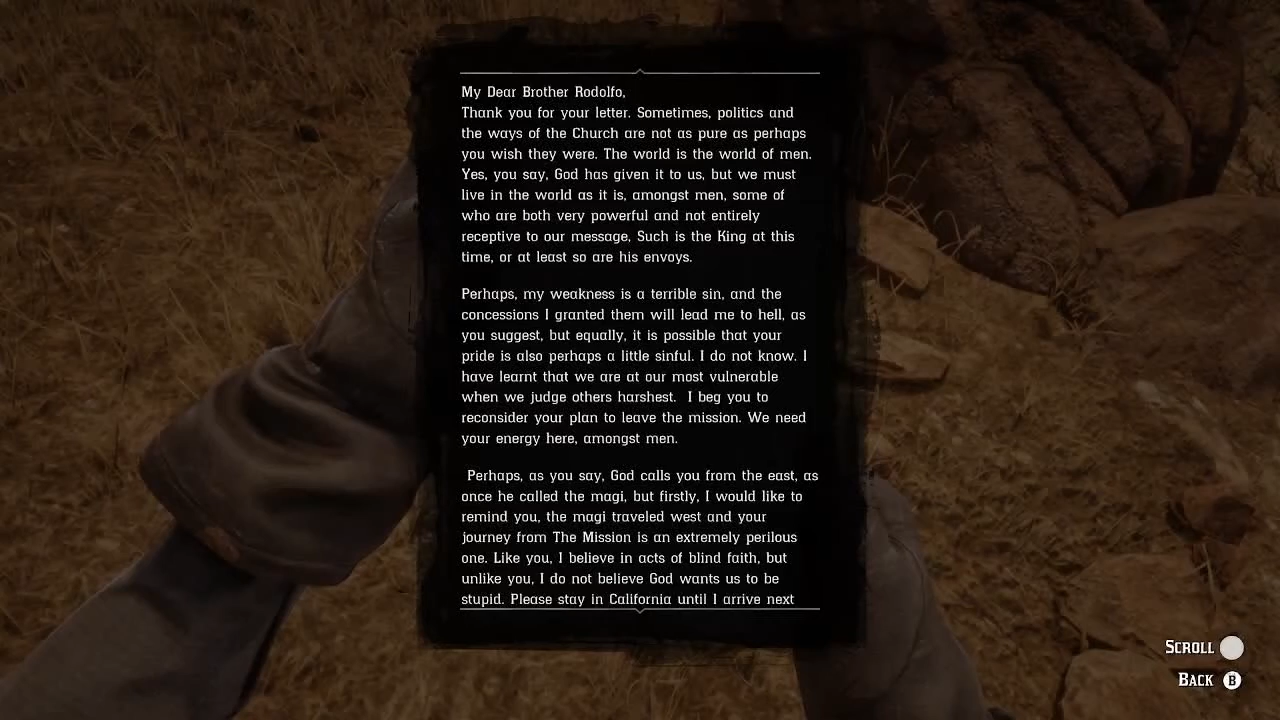 My Dear Brother Rodolfo,
Thank you for your letter. Sometimes, politics and
the ways of the Church are not as pure as perhaps
you wish they were. The world is the world of men.
Yes, you say, God has given it to us, but we must
live in the world as it is, amongst men, some of
who are both very powerful and not entirely
receptive to our message, Such is the King at this
time, or at least so are his envoys.
Perhaps, my weakness is a terrible sin, and the
concessions I granted them will lead me to hell, as
you suggest, but equally, it is possible that your
pride is also perhaps a little sinful. I do not know. I
have learnt that we are at our most vulnerable
when we judge others harshest.  I beg you to
reconsider your plan to leave the mission. We need
your energy here, amongst men.
Perhaps, as you say, God calls you from the east, as
once he called the magi, but firstly, I would like to
remind you, the magi traveled west and your
journey from The Mission is an extremely perilous
one. Like you, I believe in acts of blind faith, but
unlike you, I do not believe God wants us to be
stupid. Please stay in California until I arrive next
SCROLL
BACK B